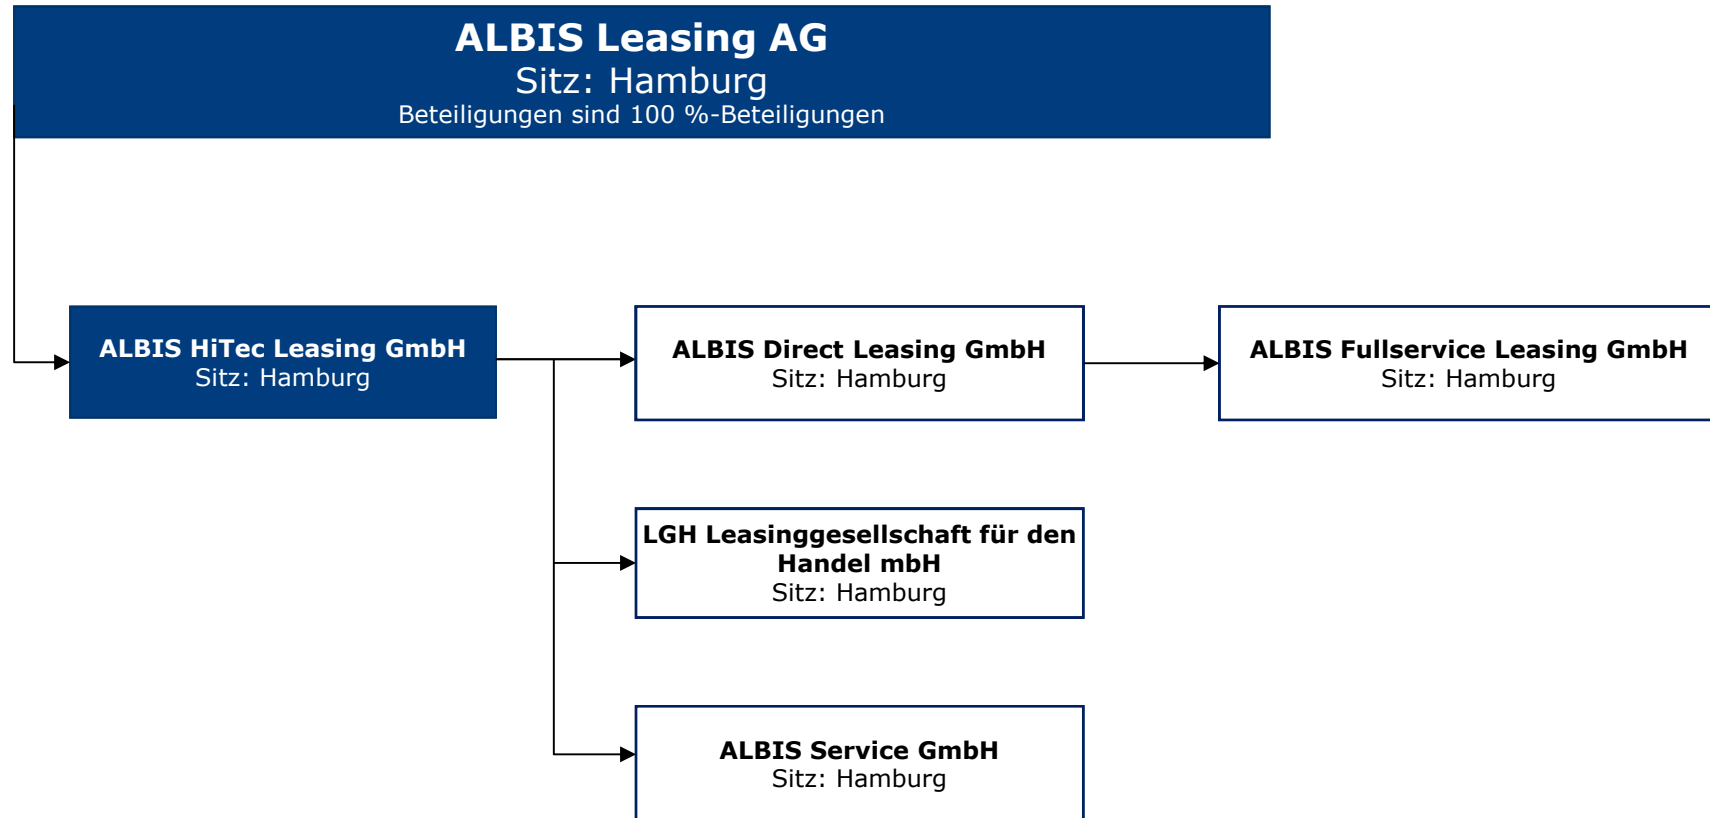 ALBIS Leasing AG
Sitz: Hamburg
Beteiligungen sind 100 %-Beteiligungen
ALBIS HiTec Leasing GmbH
Sitz: Hamburg
ALBIS Direct Leasing GmbH
Sitz: Hamburg
ALBIS Fullservice Leasing GmbH
Sitz: Hamburg
LGH Leasinggesellschaft für den
Handel mbH
Sitz: Hamburg
ALBIS Service GmbH
Sitz: Hamburg